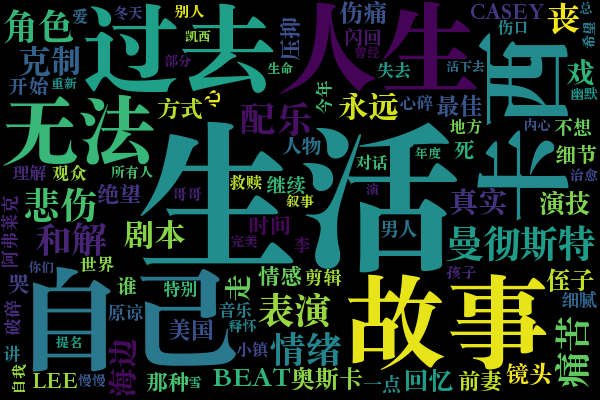 角色
爱
冬天
过去
别人
凯西
压抑
人生
伤痛
闪回
曾经
CASEY
丧
伤口
希望
忘
克制
开始
重新
部分
生命
失去
活下去
戏
幽默
无法
方式
它
配乐
今年
永远
心碎
最佳
西
卡
地方
不想
内心
理解
观众
所有人
生活
人物
对话
年度
死
细节
治愈
绝望
哥哥
救赎
继续
叙事
演
真实
演技
悲伤
和解
剧本
时间
完美
李
男人
曼彻斯特
阿弗莱克
你们
世界
哭
谁
特别
走
情感
剪辑
孩子
侄子
细腻
自己
原谅
音乐
释怀
表演
故事
破碎
讲
提名
美国
小镇
情绪
痛苦
自我
LEE
慢慢
海边
那种
雪
BEAT
奥斯卡
一点
回忆
前妻
镜头